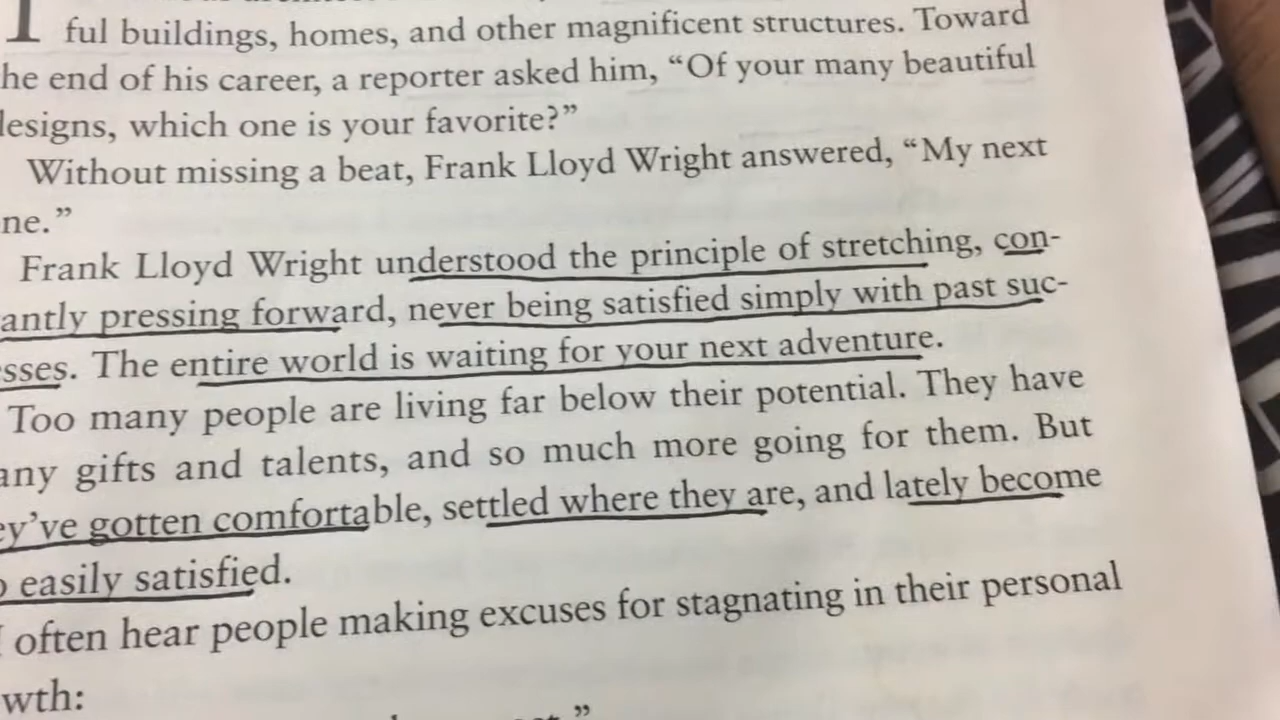 ful buildings, homes, and other magnificent structures. Toward
he end of his career, a reporter asked him, “Of your many beautiful
lesigns, which one is your favorite?”
Without missing a beat, Frank Lloyd Wright answered, “My next
ne.”
Frank Lloyd Wright understood the principle of stretching, con-
antly pressing forward, never being satisfied simply with past suc-
sses. The entire world is waiting for your next adventure.
Too many people are living far below their potential. They have
any gifts and talents, and so much more going for them. But
ey’ve gotten comfortable, settled where they are, and lately become
o easily satisfied.
I often hear people making excuses for stagnating in their personal
wth: